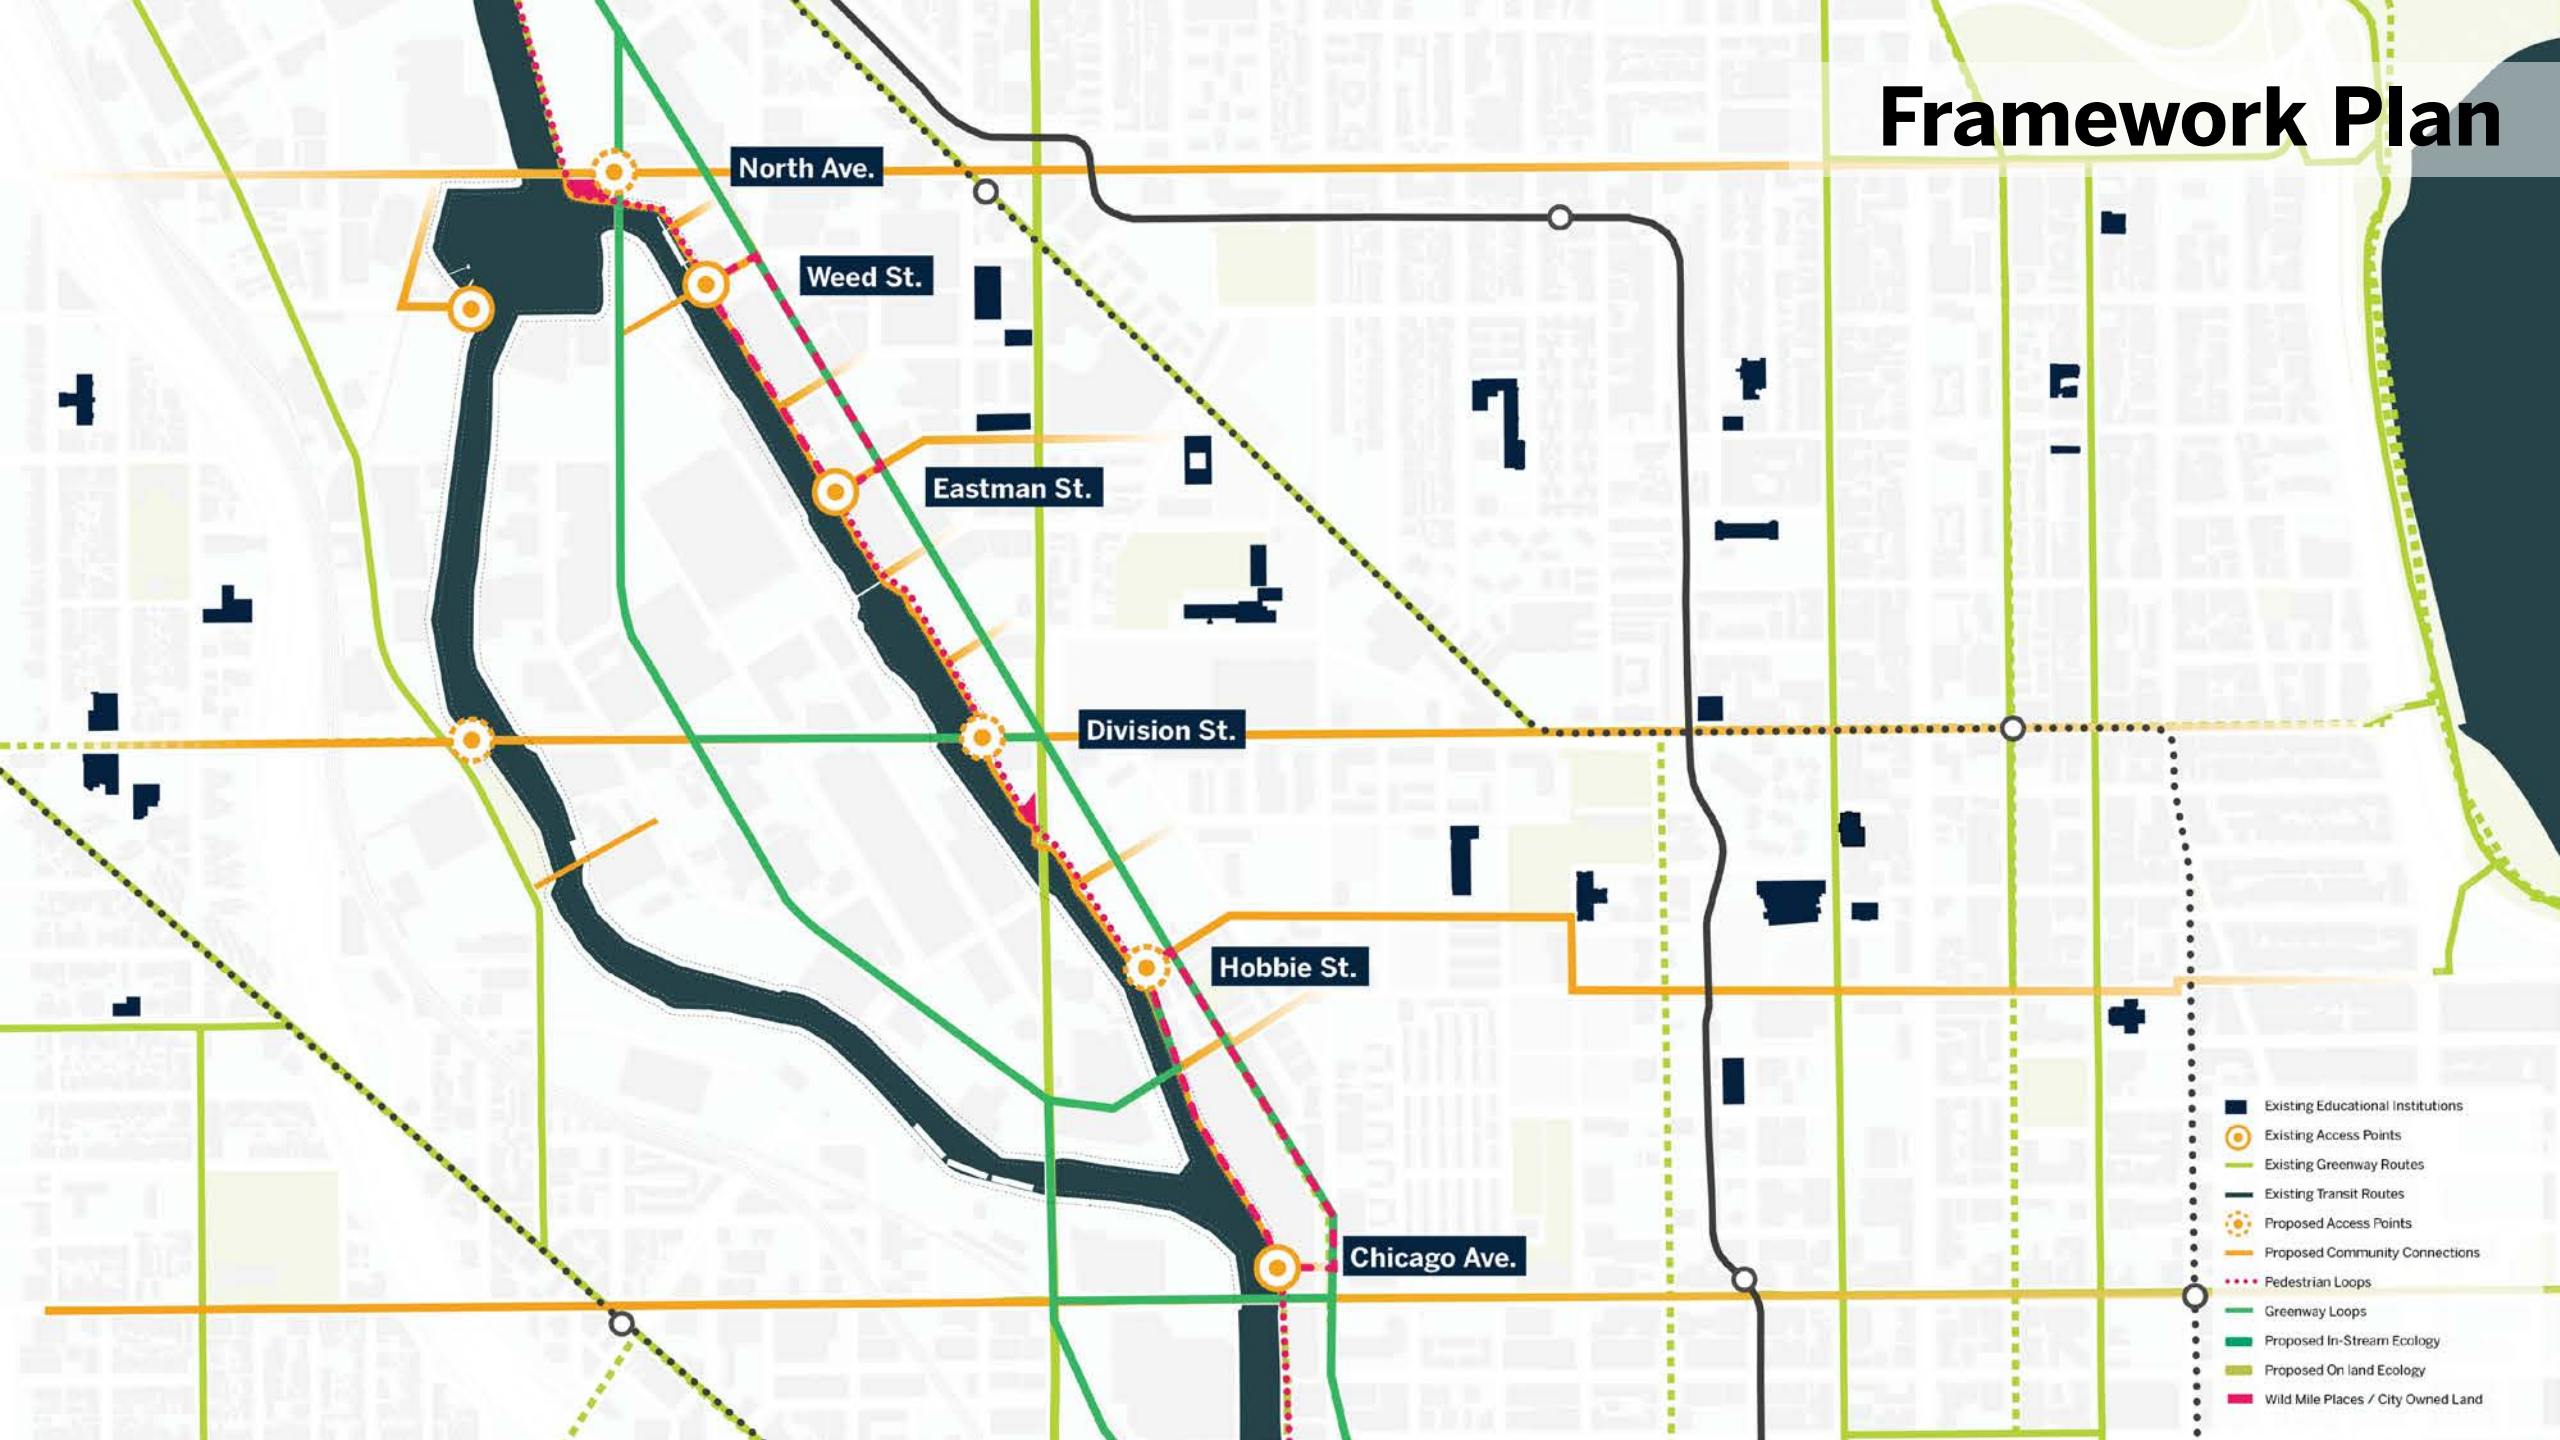 Framework Plan
North Ave.
Weed St.
Eastman St.
Division St.
Hobbie St.
Chicago Ave.
Existing Educational Institutions
Existing Access Points
Existing Greenway Routes
Existing Transit Routes
Proposed Access Points
Proposed Community Connections
Pedestrian Loops
Greenway Loops
Proposed In-Stream Ecology
Proposed On land Ecology
Wild Mile Places / City Owned Land